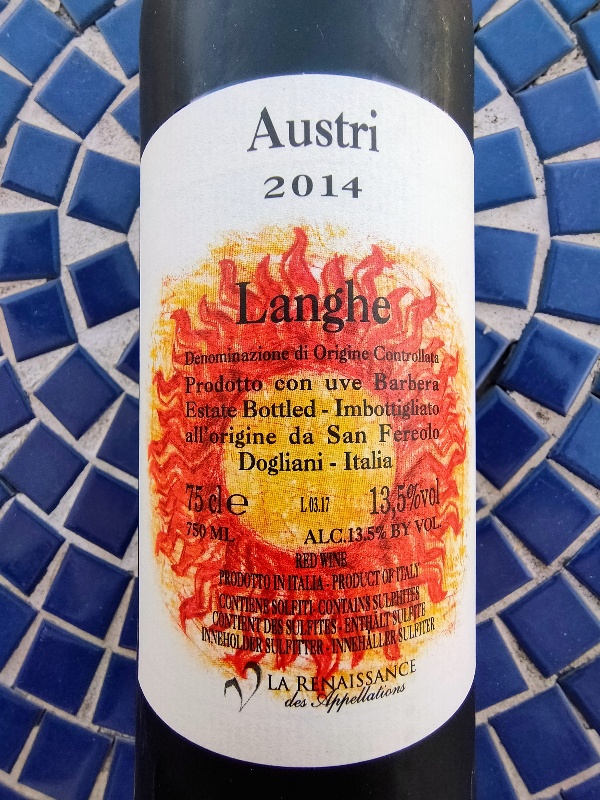 Austri
2014
Langhe
Denominazione di Origine Controllata
Prodotto con uve Barbera
Estate Bottled - Imbottigliato
all'origine da San Fereolo
Dogliani - Italia
75 cl e L 03.17 13,5%vol
750 ML ALC.13.5% BY VOL.
RED WINE
PRODOTTO IN ITALIA - PRODUCT OF ITALY
CONTIENE SOLFITI - CONTAINS SULPHITES
CONTIENT DES SULFITES - ENTHÄLT SULFITE
INNEHOLDER SULFITTER - INNEHÅLLER SULFITER
LA RENAISSANCE
des Appellations